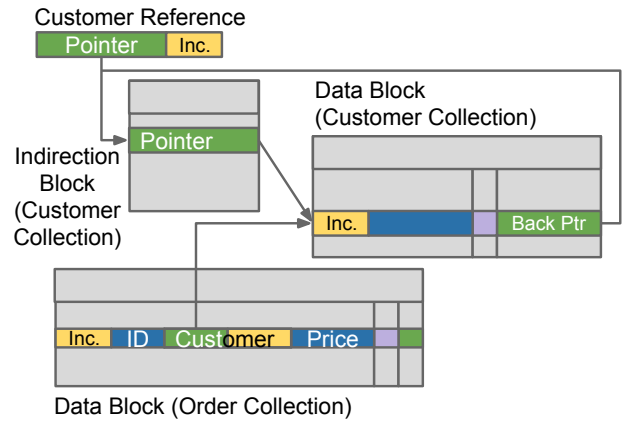 Customer Reference
Pointer Inc.
Data Block
(Customer Collection)
Pointer
Indirection
Block
(Customer
Collection)
Inc. Back Ptr
Inc. ID Customer Price
Data Block (Order Collection)